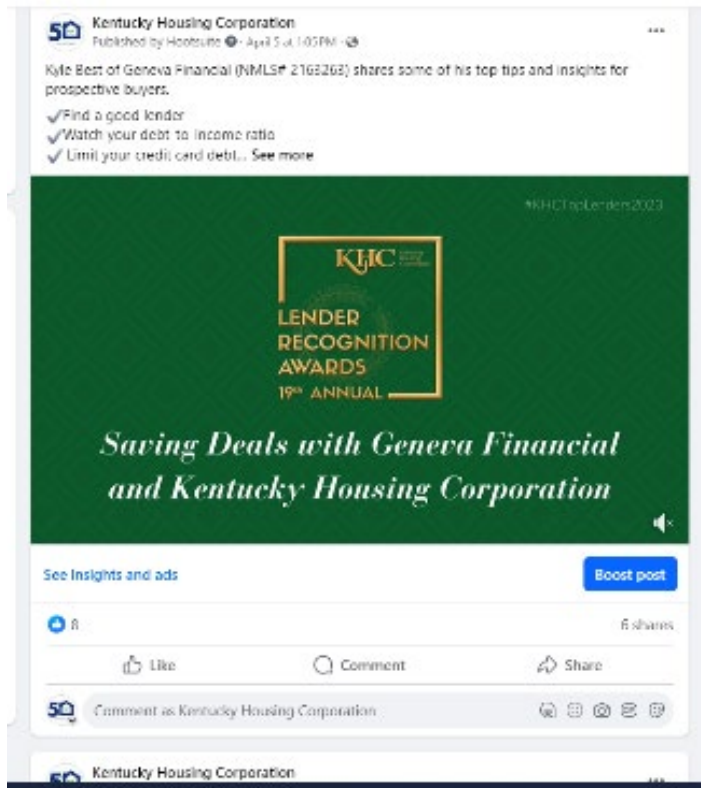 Kentucky Housing Corporation
Published by Hootsuite · April 5 at 1:05 PM ·
Kyle Best of Geneva Financial (NMLS# 2163263) shares some of his top tips and insights for
prospective buyers.
Find a good lender
Watch your debt to income ratio
Limit your credit card debt... See more
#KHCTopLenders2023
KHC
LENDER
RECOGNITION
AWARDS
19th ANNUAL
Saving Deals with Geneva Financial
and Kentucky Housing Corporation
See Insights and ads
Boost post
8
6 shares
Like
Comment
Share
50
Comment as Kentucky Housing Corporation
Kentucky Housing Corporation